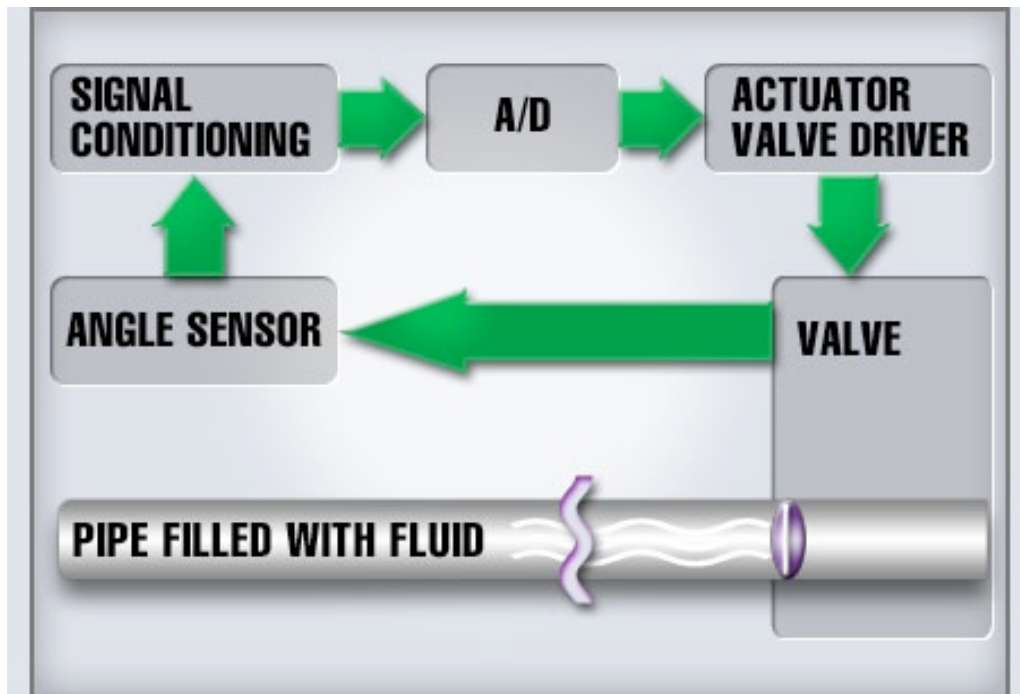 SIGNAL
CONDITIONING
A/D
ACTUATOR
VALVE DRIVER
ANGLE SENSOR
VALVE
PIPE FILLED WITH FLUID